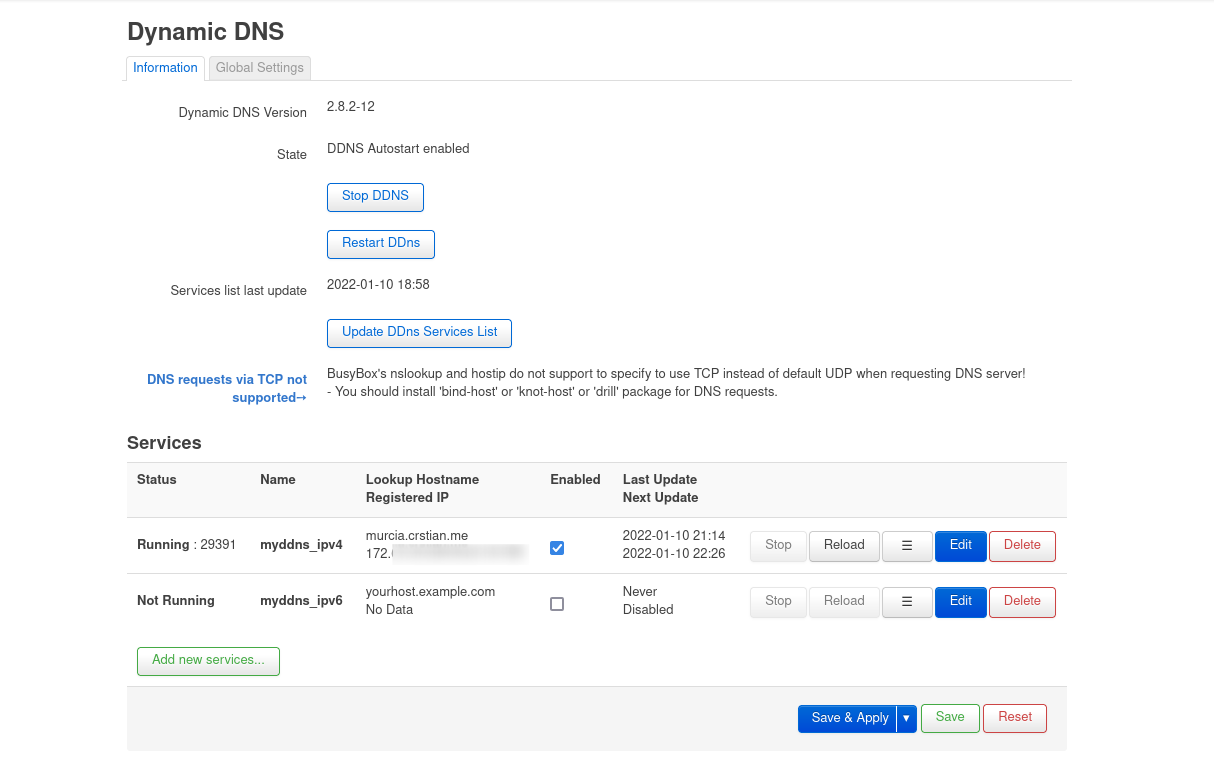 Dynamic DNS
Information Global Settings
Dynamic DNS Version 2.8.2-12
State DDNS Autostart enabled
Stop DDNS
Restart DDns
Services list last update 2022-01-10 18:58
Update DDns Services List
DNS requests via TCP not supported→
BusyBox's nslookup and hostip do not support to specify to use TCP instead of default UDP when requesting DNS server!
- You should install 'bind-host' or 'knot-host' or 'drill' package for DNS requests.
Services
Status Name Lookup Hostname Enabled Last Update
Registered IP Next Update
Running : 29391 myddns_ipv4 murcia.crstian.me 2022-01-10 21:14 Stop Reload ☰ Edit Delete
172. 2022-01-10 22:26
Not Running myddns_ipv6 yourhost.example.com Never Stop Reload ☰ Edit Delete
No Data Disabled
Add new services...
Save & Apply ▾ Save Reset